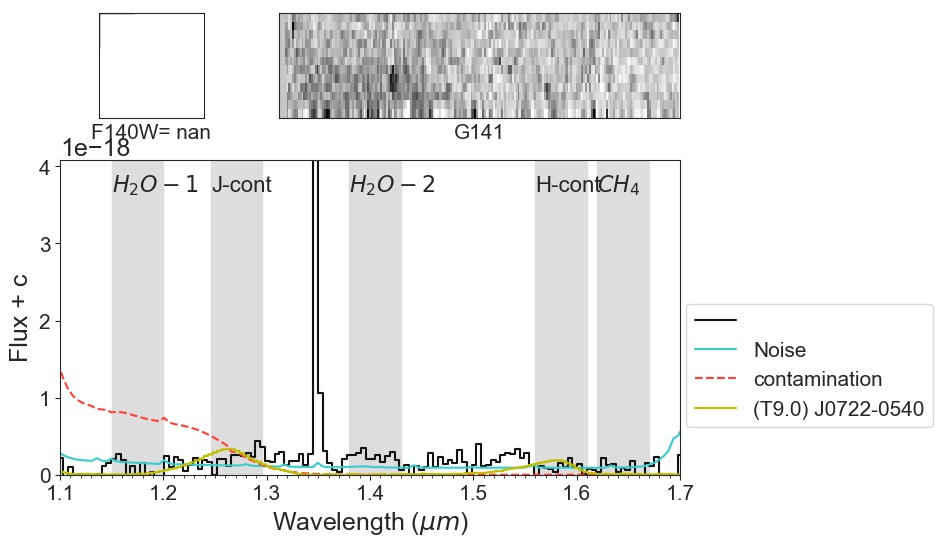 F140W= nan
G141
1e−18
H₂O − 1
J-cont
H₂O − 2
H-cont
CH₄
4
3
2
1
0
Flux + c
1.1
1.2
1.3
1.4
1.5
1.6
1.7
Wavelength (μm)
Noise
contamination
(T9.0) J0722-0540